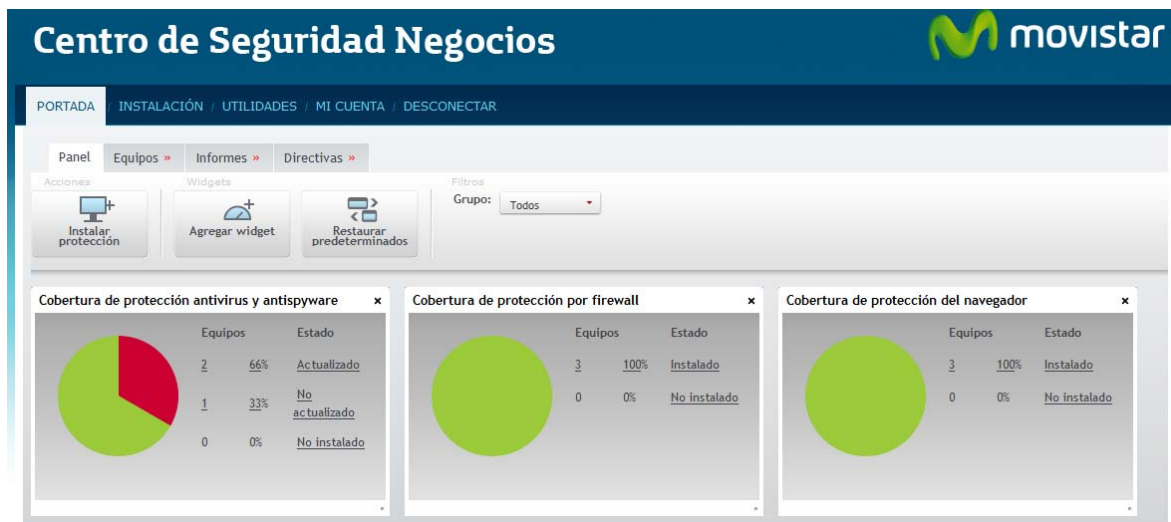 Centro de Seguridad Negocios
movistar
PORTADA / INSTALACIÓN / UTILIDADES / MI CUENTA / DESCONECTAR
Panel Equipos » Informes » Directivas »
Acciones Widgets Filtros
Instalar protección
Agregar widget
Restaurar predeterminados
Grupo: Todos
Cobertura de protección antivirus y antispyware ×
Equipos Estado
2 66% Actualizado
1 33% No actualizado
0 0% No instalado
Cobertura de protección por firewall ×
Equipos Estado
3 100% Instalado
0 0% No instalado
Cobertura de protección del navegador ×
Equipos Estado
3 100% Instalado
0 0% No instalado